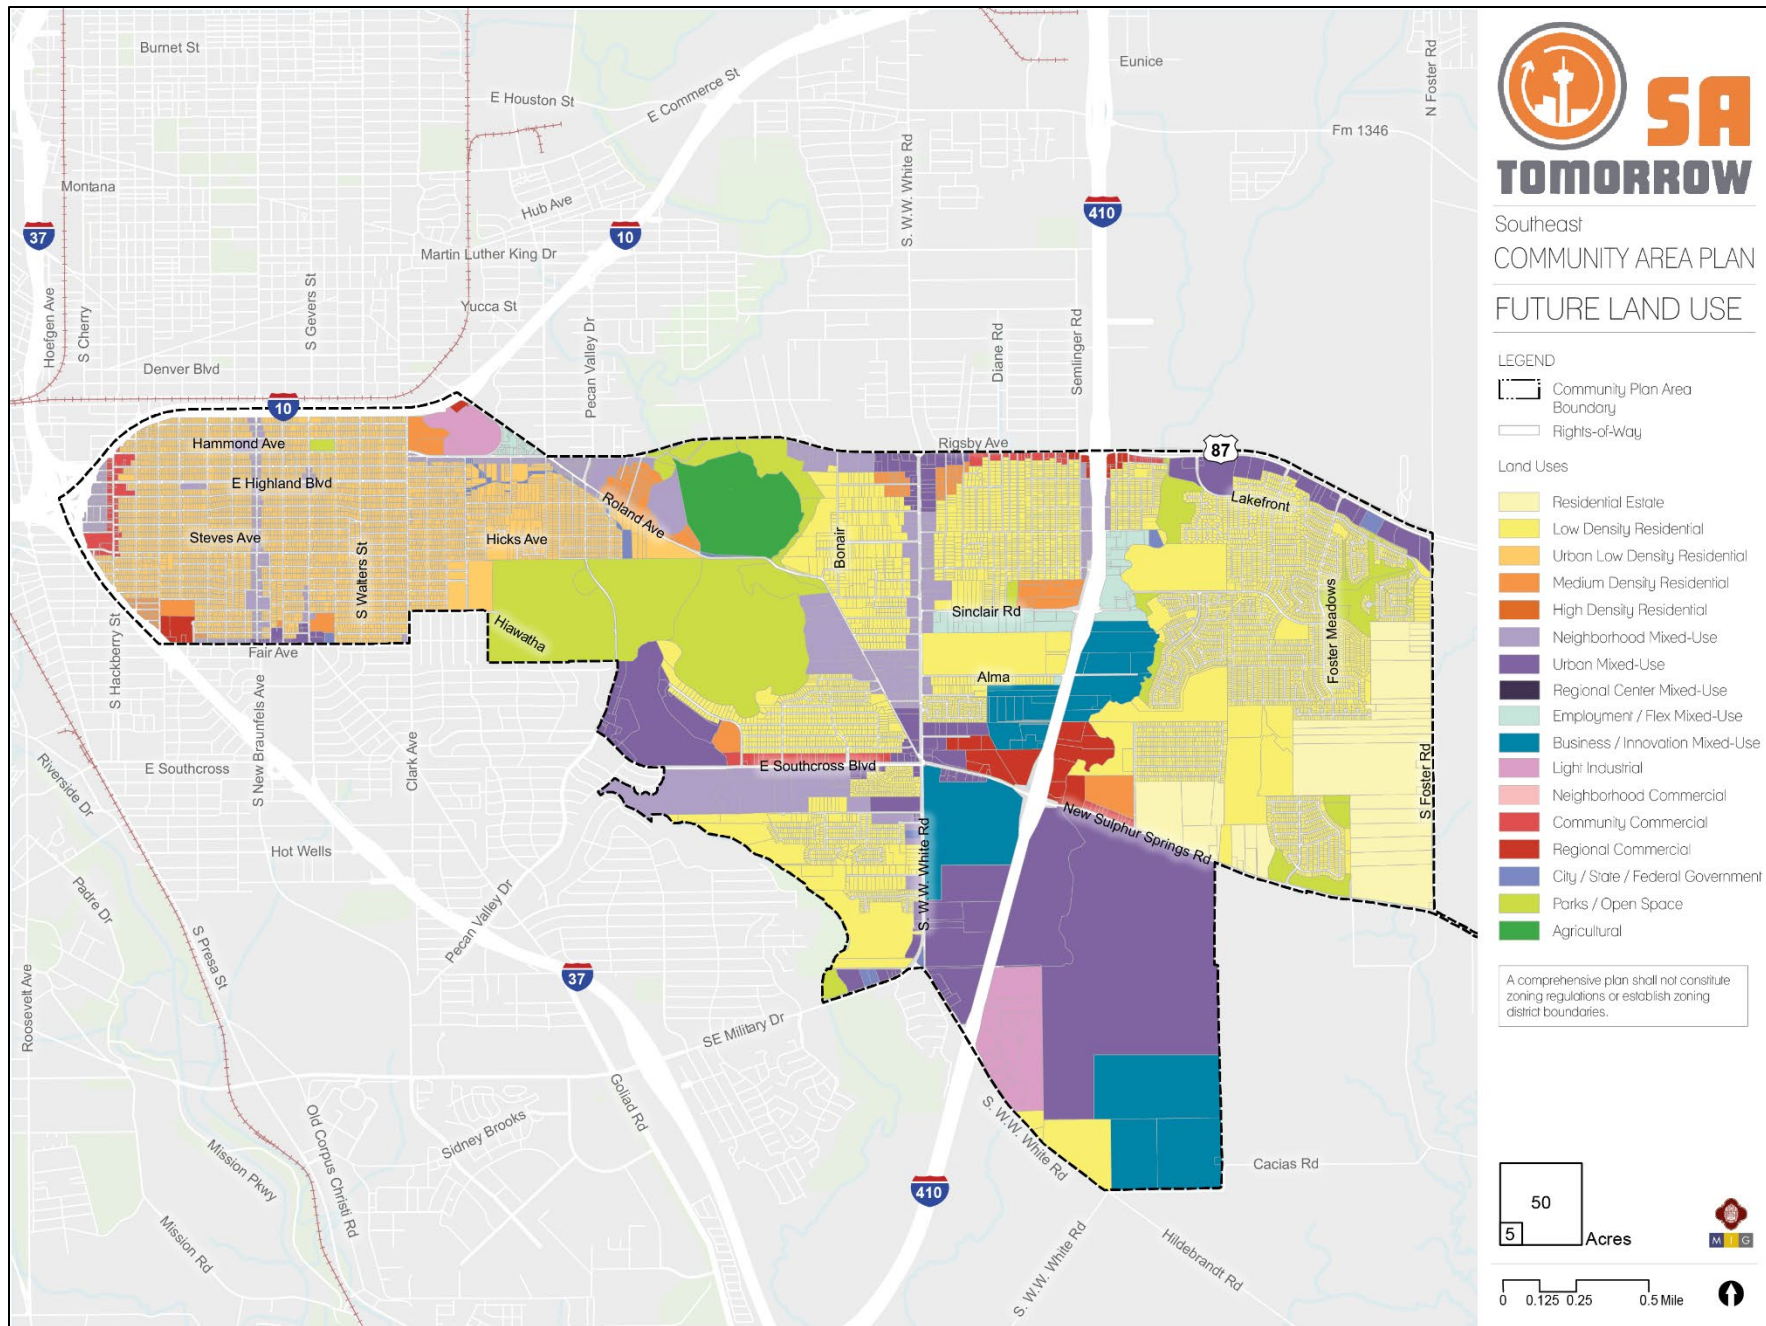 Burnet St
E Houston St
E Commerce St
Eunice
N Foster Rd
Fm 1346
S. W.W. White Rd
Montana
Hub Ave
37
10
410
Martin Luther King Dr
Hoefgen Ave
S Cherry
S Gevers St
Yucca St
Pecan Valley Dr
Diane Rd
Semlinger Rd
Denver Blvd
10
Hammond Ave
Rigsby Ave
87
E Highland Blvd
Roland Ave
Lakefront
Steves Ave
S Walters St
Hicks Ave
Bonair
Sinclair Rd
Hiawatha
Fair Ave
S Hackberry St
Foster Meadows
Alma
S New Braunfels Ave
Clark Ave
E Southcross
E Southcross Blvd
Riverside Dr
S Foster Rd
New Sulphur Springs Rd
Hot Wells
S. W.W. White Rd
Padre Dr
Pecan Valley Dr
S Presa St
37
Roosevelt Ave
SE Military Dr
Goliad Rd
Sidney Brooks
Old Corpus Christi Rd
Mission Pkwy
Mission Rd
S. W.W. White Rd
Cacias Rd
410
S. W.W. White Rd
Hildebrandt Rd
SA
TOMORROW
Southeast
COMMUNITY AREA PLAN
FUTURE LAND USE
LEGEND
Community Plan Area
Boundary
Rights-of-Way
Land Uses
Residential Estate
Low Density Residential
Urban Low Density Residential
Medium Density Residential
High Density Residential
Neighborhood Mixed-Use
Urban Mixed-Use
Regional Center Mixed-Use
Employment / Flex Mixed-Use
Business / Innovation Mixed-Use
Light Industrial
Neighborhood Commercial
Community Commercial
Regional Commercial
City / State / Federal Government
Parks / Open Space
Agricultural
A comprehensive plan shall not constitute
zoning regulations or establish zoning
district boundaries.
50
5
Acres
M I G
0 0.125 0.25 0.5 Mile